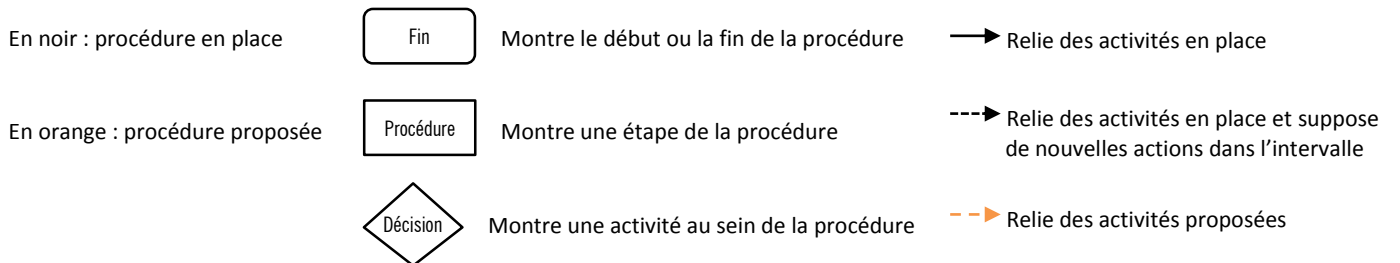 En noir : procédure en place
Fin
Montre le début ou la fin de la procédure
Relie des activités en place
En orange : procédure proposée
Procédure
Montre une étape de la procédure
Relie des activités en place et suppose
de nouvelles actions dans l’intervalle
Décision
Montre une activité au sein de la procédure
Relie des activités proposées